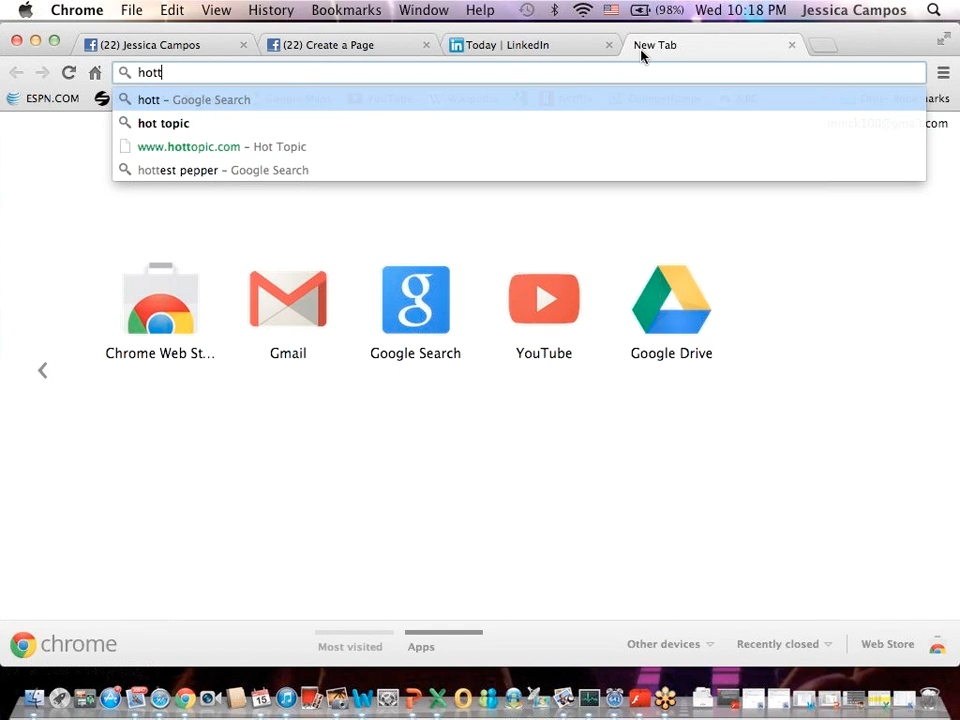 Chrome File Edit View History Bookmarks Window Help (98%) Wed 10:18 PM Jessica Campos
(22) Jessica Campos (22) Create a Page Today | LinkedIn New Tab
hott
ESPN.COM
hott – Google Search
hot topic
www.hottopic.com – Hot Topic
hottest pepper – Google Search
Chrome Web St... Gmail Google Search YouTube Google Drive
chrome Most visited Apps Other devices Recently closed Web Store